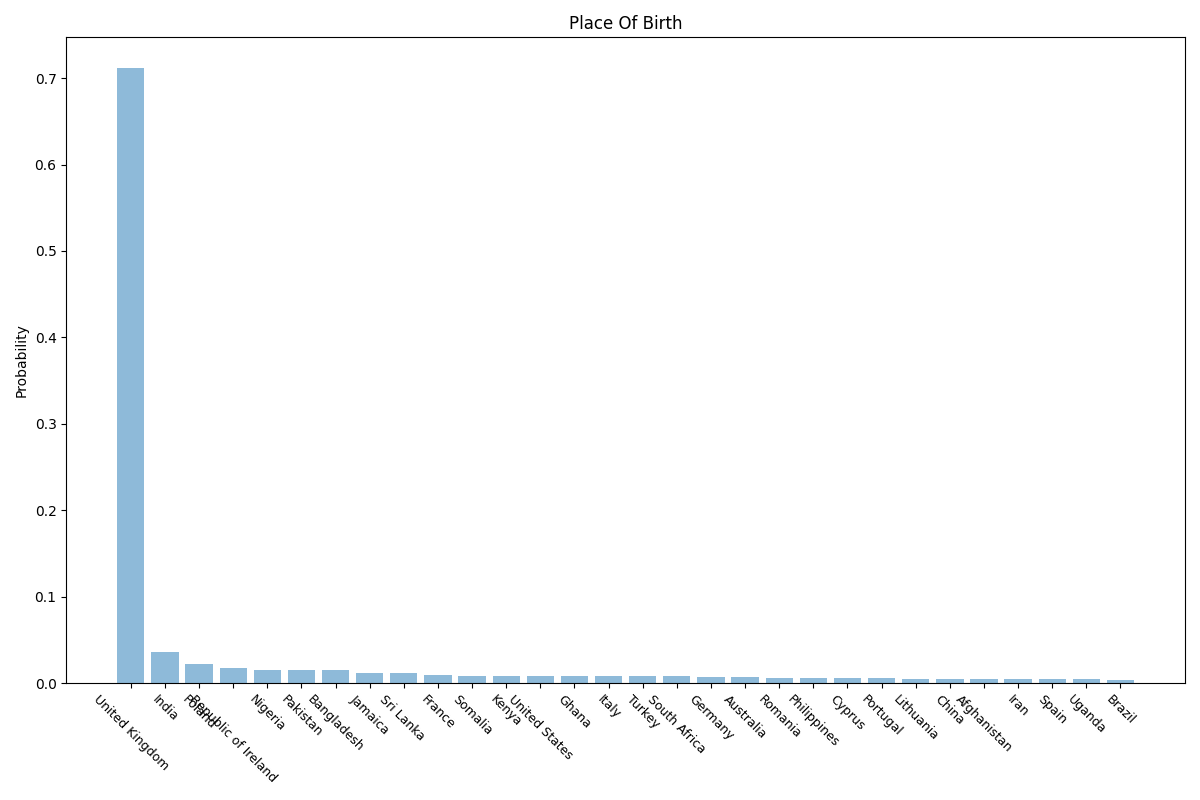 Place Of Birth
Probability
0.7
0.6
0.5
0.4
0.3
0.2
0.1
0.0
United Kingdom
India
Poland
Republic of Ireland
Nigeria
Pakistan
Bangladesh
Jamaica
Sri Lanka
France
Somalia
Kenya
United States
Ghana
Italy
Turkey
South Africa
Germany
Australia
Romania
Philippines
Cyprus
Portugal
Lithuania
China
Afghanistan
Iran
Spain
Uganda
Brazil